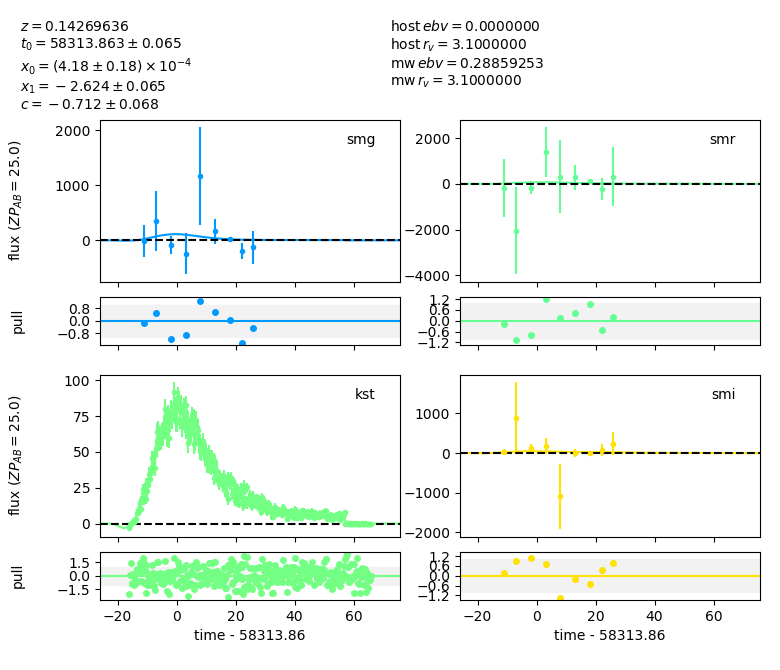 z = 0.14269636
t₀ = 58313.863 ± 0.065
x₀ = (4.18 ± 0.18) × 10⁻⁴
x₁ = −2.624 ± 0.065
c = −0.712 ± 0.068
host ebv = 0.0000000
host r_v = 3.1000000
mw ebv = 0.28859253
mw r_v = 3.1000000
flux (ZP_AB = 25.0)
2000
1000
0
smg
2000
0
−2000
−4000
smr
pull
0.8
0.0
−0.8
1.2
0.6
0.0
−0.6
−1.2
flux (ZP_AB = 25.0)
100
75
50
25
0
kst
1000
0
−1000
−2000
smi
pull
1.5
0.0
−1.5
1.2
0.6
0.0
−0.6
−1.2
−20 0 20 40 60
time - 58313.86
−20 0 20 40 60
time - 58313.86